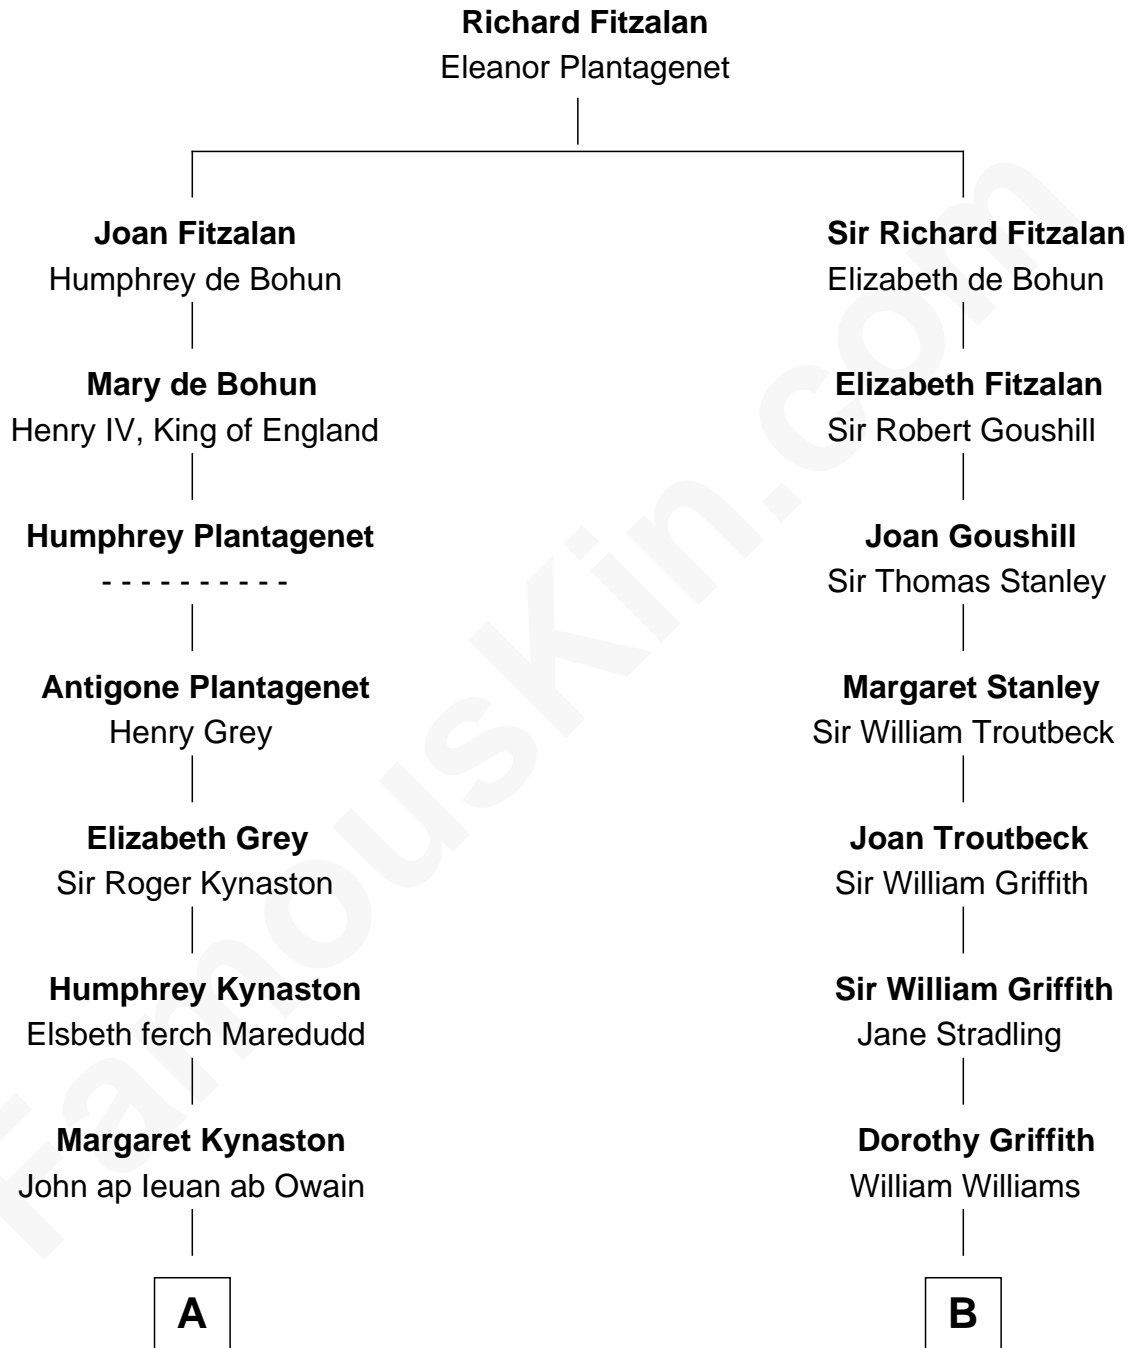 Richard Fitzalan
Eleanor Plantagenet
Joan Fitzalan
Humphrey de Bohun
Mary de Bohun
Henry IV, King of England
Humphrey Plantagenet
- - - - - - - - - -
Antigone Plantagenet
Henry Grey
Elizabeth Grey
Sir Roger Kynaston
Humphrey Kynaston
Elsbeth ferch Maredudd
Margaret Kynaston
John ap Ieuan ab Owain
A
Sir Richard Fitzalan
Elizabeth de Bohun
Elizabeth Fitzalan
Sir Robert Goushill
Joan Goushill
Sir Thomas Stanley
Margaret Stanley
Sir William Troutbeck
Joan Troutbeck
Sir William Griffith
Sir William Griffith
Jane Stradling
Dorothy Griffith
William Williams
B
FamousKin.com